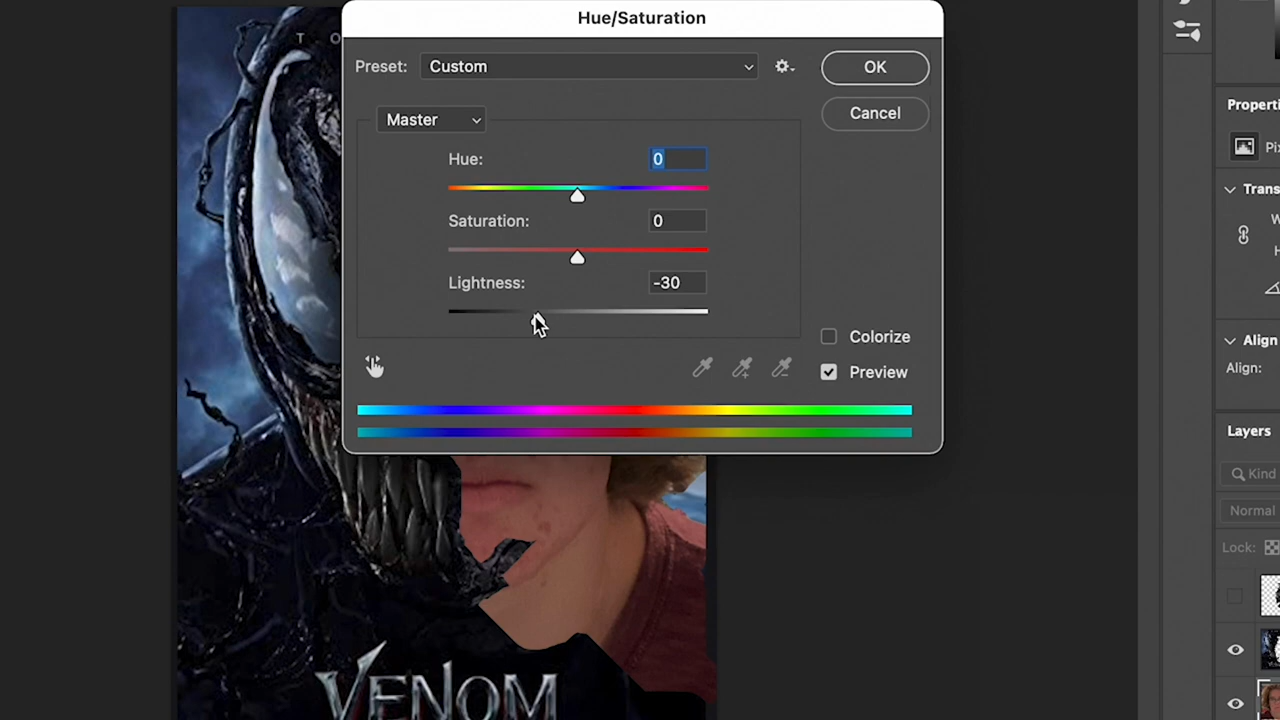 Hue/Saturation
T O
Preset: Custom
OK
Master
Cancel
Hue: 0
Saturation: 0
Lightness: -30
Colorize
Preview
VENOM
Properti
Pix
Trans
W
H
Align
Align:
Layers
Kind
Normal
Lock: